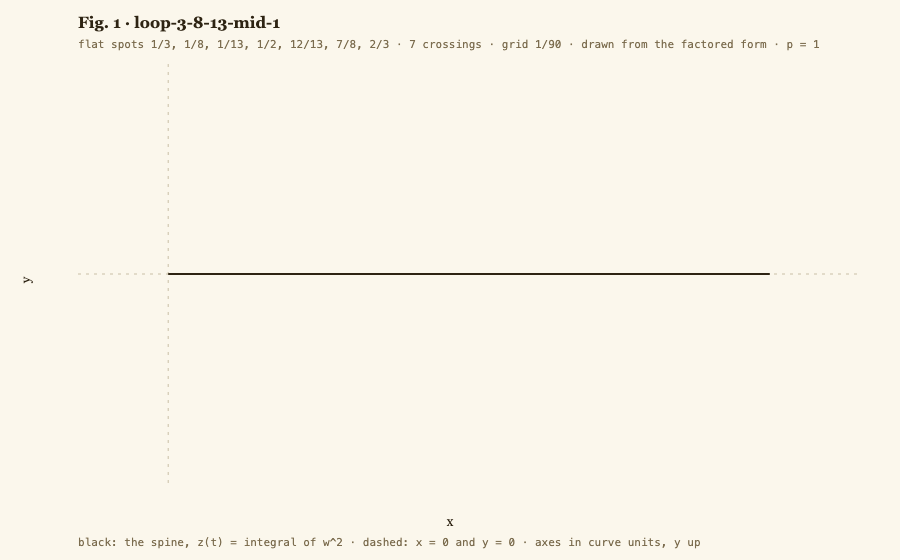 Fig. 1 · loop-3-8-13-mid-1
flat spots 1/3, 1/8, 1/13, 1/2, 12/13, 7/8, 2/3 · 7 crossings · grid 1/90 · drawn from the factored form · p = 1
y
x
black: the spine, z(t) = integral of w^2 · dashed: x = 0 and y = 0 · axes in curve units, y up